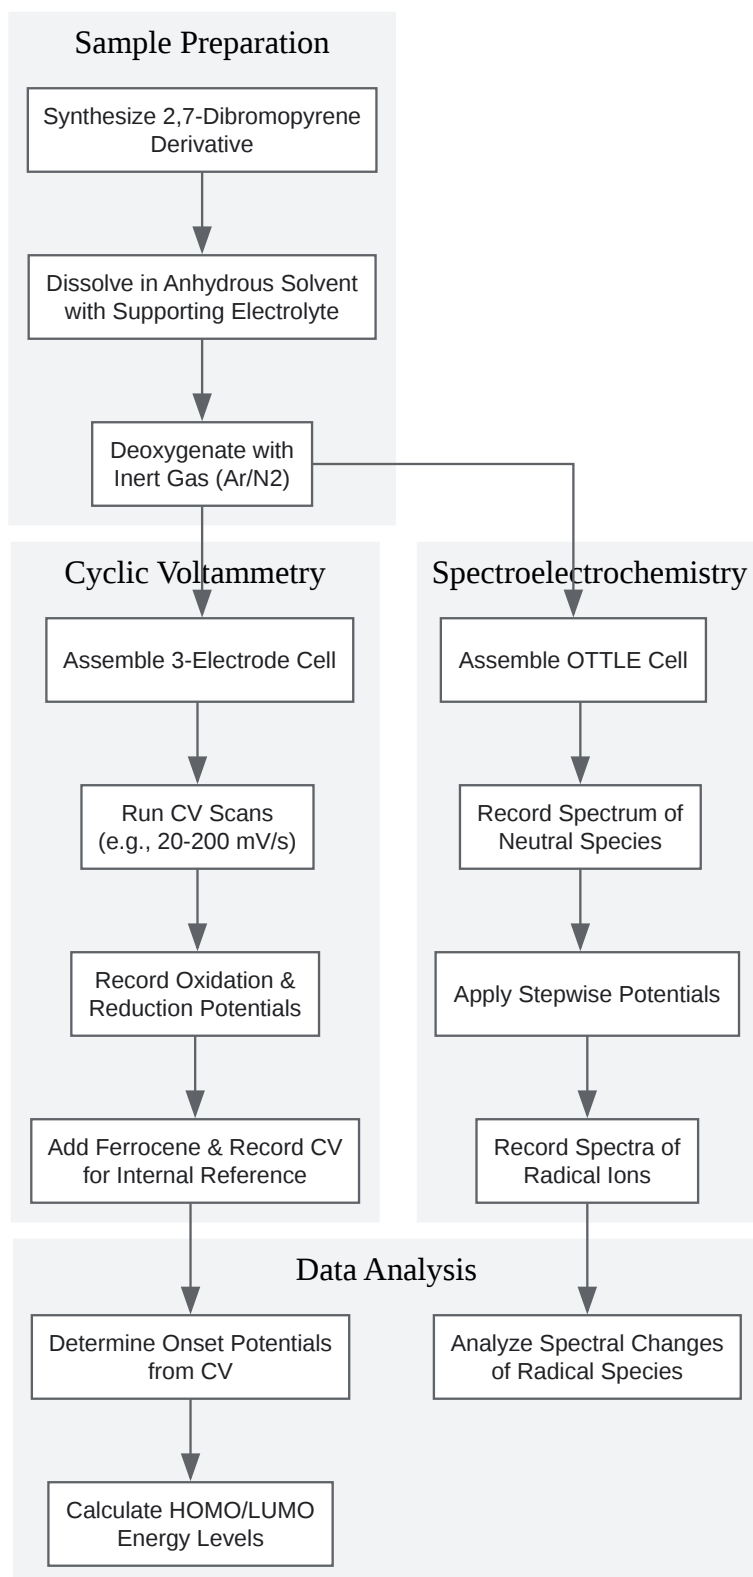 Sample Preparation
Synthesize 2,7-Dibromopyrene
Derivative
Dissolve in Anhydrous Solvent
with Supporting Electrolyte
Deoxygenate with
Inert Gas (Ar/N2)
Cyclic Voltammetry
Assemble 3-Electrode Cell
Run CV Scans
(e.g., 20-200 mV/s)
Record Oxidation &
Reduction Potentials
Add Ferrocene & Record CV
for Internal Reference
Spectroelectrochemistry
Assemble OTTLE Cell
Record Spectrum of
Neutral Species
Apply Stepwise Potentials
Record Spectra of
Radical Ions
Data Analysis
Determine Onset Potentials
from CV
Calculate HOMO/LUMO
Energy Levels
Analyze Spectral Changes
of Radical Species